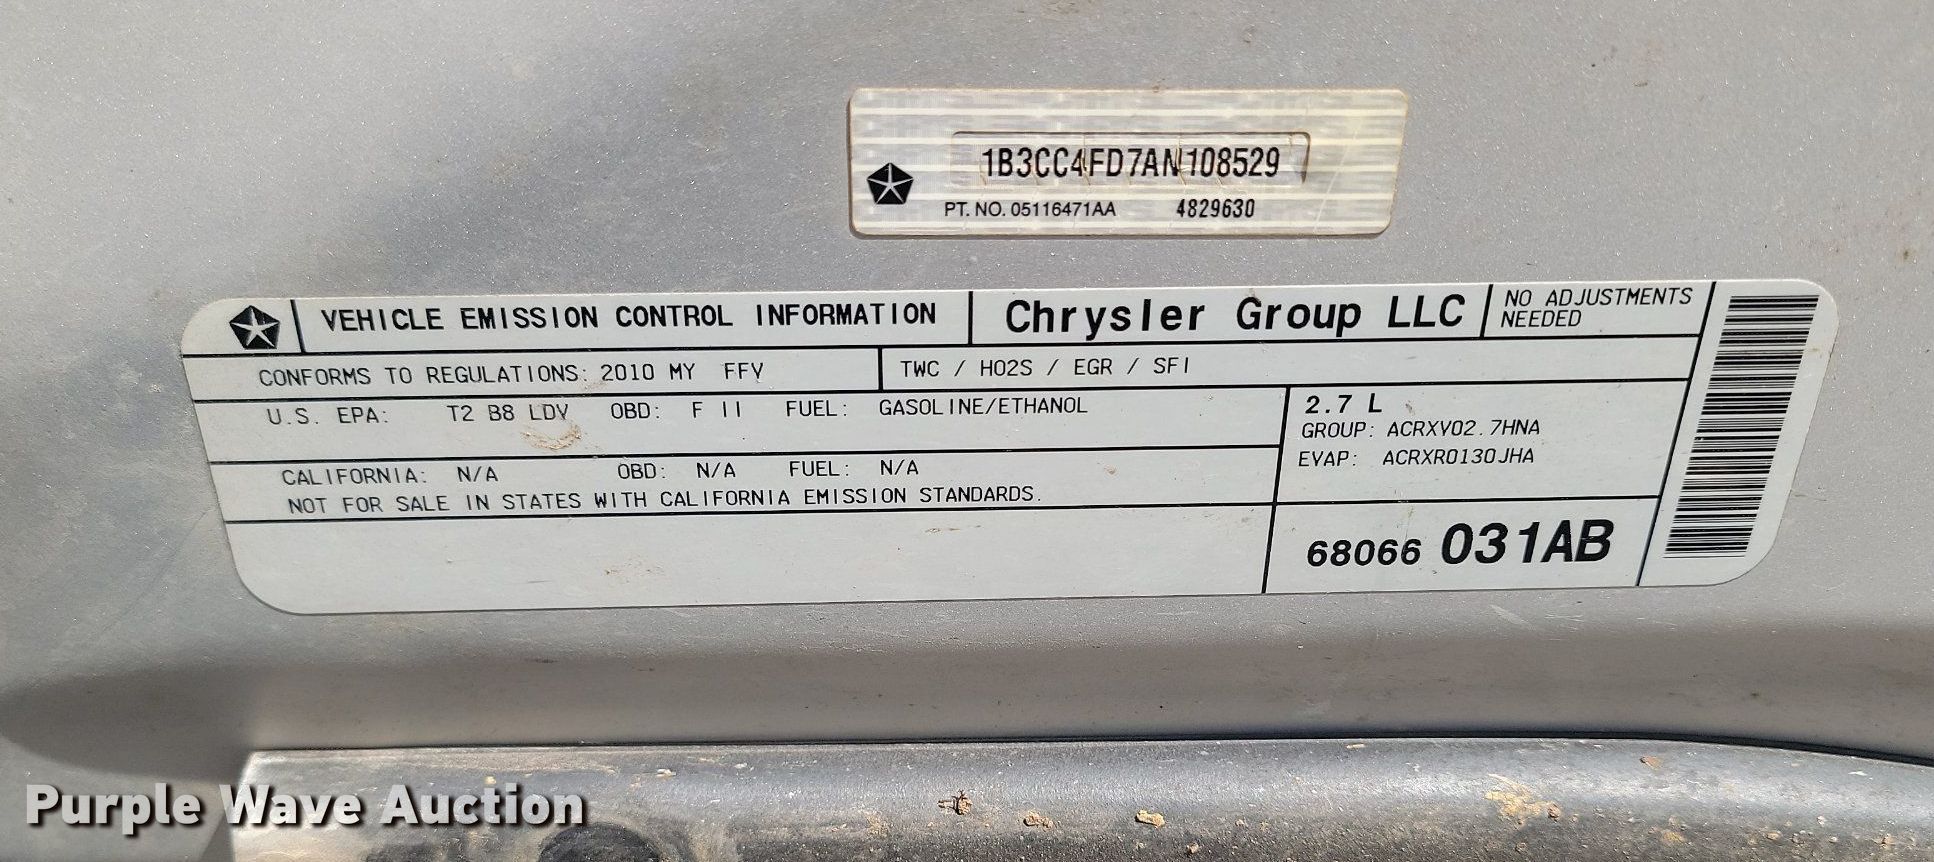 1B3CC4FD7AN108529
PT. NO. 05116471AA 4829630
VEHICLE EMISSION CONTROL INFORMATION Chrysler Group LLC NO ADJUSTMENTS
NEEDED
CONFORMS TO REGULATIONS: 2010 MY FFV TWC / HO2S / EGR / SFI
U.S. EPA: T2 B8 LDV OBD: F II FUEL: GASOLINE/ETHANOL
2.7 L
GROUP: ACRXV02.7HNA
EVAP: ACRXR0130JHA
CALIFORNIA: N/A OBD: N/A FUEL: N/A
NOT FOR SALE IN STATES WITH CALIFORNIA EMISSION STANDARDS.
68066 031AB
Purple Wave Auction